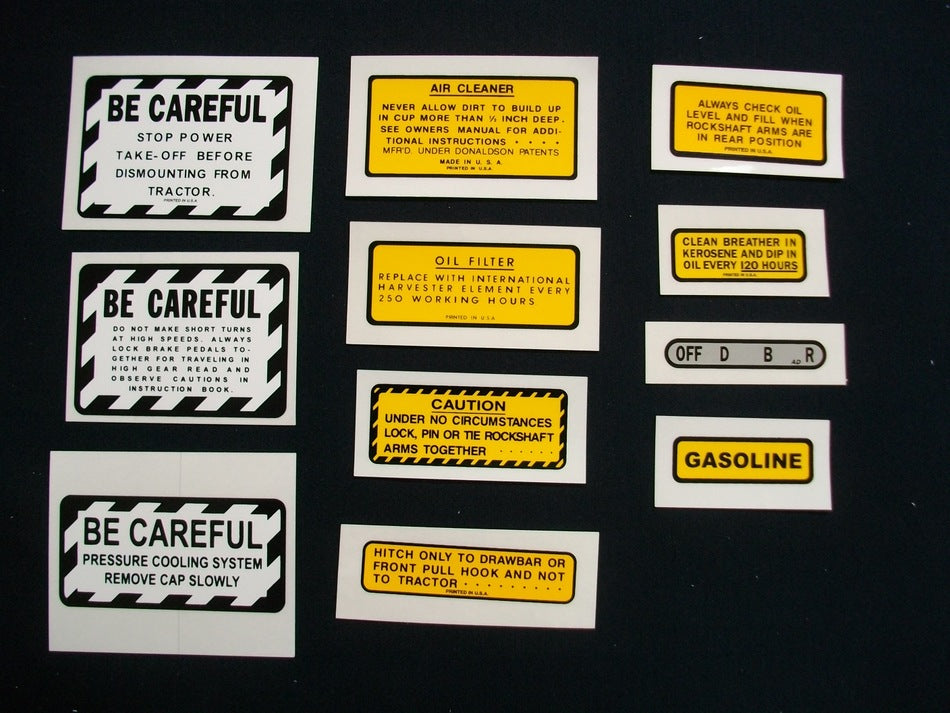 BE CAREFUL
STOP POWER
TAKE-OFF BEFORE
DISMOUNTING FROM
TRACTOR.
PRINTED IN U.S.A.
BE CAREFUL
DO NOT MAKE SHORT TURNS
AT HIGH SPEEDS. ALWAYS
LOCK BRAKE PEDALS TO-
GETHER FOR TRAVELING IN
HIGH GEAR READ AND
OBSERVE CAUTIONS IN
INSTRUCTION BOOK.
BE CAREFUL
PRESSURE COOLING SYSTEM
REMOVE CAP SLOWLY
AIR CLEANER
NEVER ALLOW DIRT TO BUILD UP
IN CUP MORE THAN ½ INCH DEEP.
SEE OWNERS MANUAL FOR ADDI-
TIONAL INSTRUCTIONS · · · ·
MFR'D. UNDER DONALDSON PATENTS
MADE IN U. S. A.
PRINTED IN U.S.A.
OIL FILTER
REPLACE WITH INTERNATIONAL
HARVESTER ELEMENT EVERY
250 WORKING HOURS
PRINTED IN U.S.A
CAUTION
UNDER NO CIRCUMSTANCES
LOCK, PIN OR TIE ROCKSHAFT
ARMS TOGETHER · · · · · ·
HITCH ONLY TO DRAWBAR OR
FRONT PULL HOOK AND NOT
TO TRACTOR · · · · · · · · ·
PRINTED IN U.S.A.
ALWAYS CHECK OIL
LEVEL AND FILL WHEN
ROCKSHAFT ARMS ARE
IN REAR POSITION
PRINTED IN U.S.A.
CLEAN BREATHER IN
KEROSENE AND DIP IN
OIL EVERY 120 HOURS
PRINTED IN U.S.A.
OFF D B AD R
GASOLINE